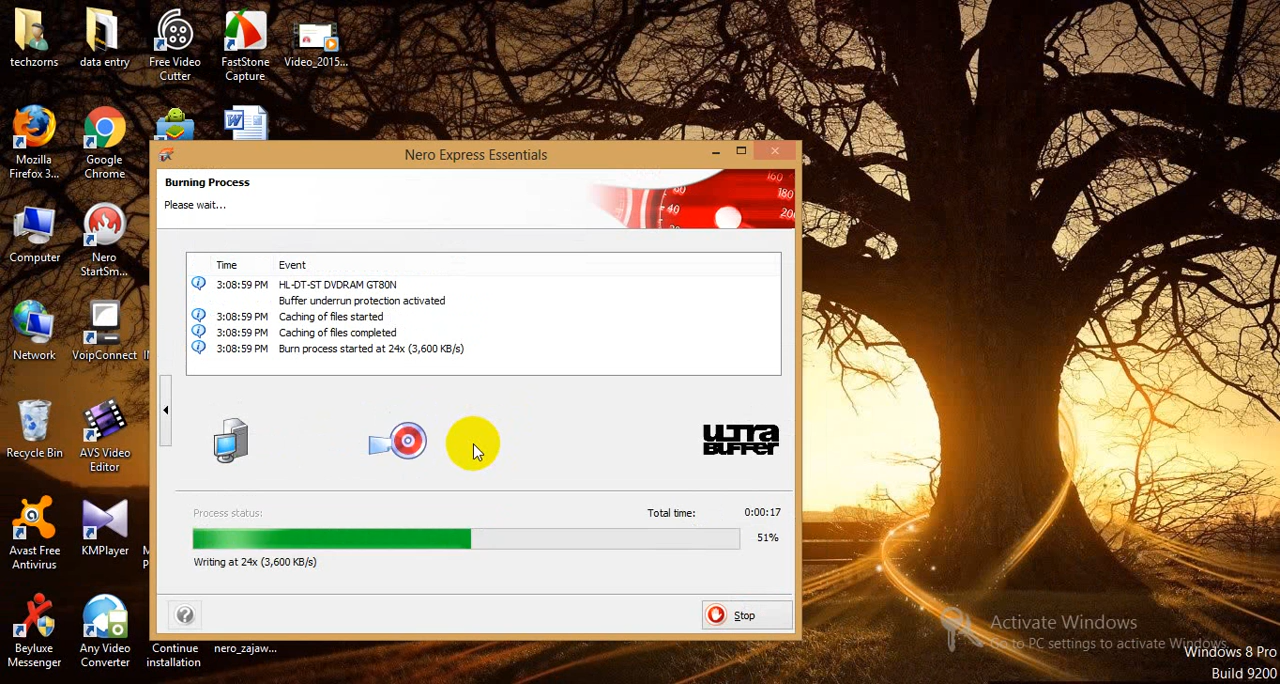 techzorns
data entry
Free Video
Cutter
FastStone
Capture
Video_2015...
Mozilla
Firefox 3...
Google
Chrome
Computer
Nero
StartSm...
Network
VoipConnect
Recycle Bin
AVS Video
Editor
Avast Free
Antivirus
KMPlayer
Beyluxe
Messenger
Any Video
Converter
Continue
installation
nero_zajaw...
Nero Express Essentials
Burning Process
Please wait...
Time Event
3:08:59 PM HL-DT-ST DVDRAM GT80N
Buffer underrun protection activated
3:08:59 PM Caching of files started
3:08:59 PM Caching of files completed
3:08:59 PM Burn process started at 24x (3,600 KB/s)
ULTRA
BUFFER
Process status:
Total time: 0:00:17
51%
Writing at 24x (3,600 KB/s)
Stop
Activate Windows
Go to PC settings to activate Windows.
Windows 8 Pro
Build 9200